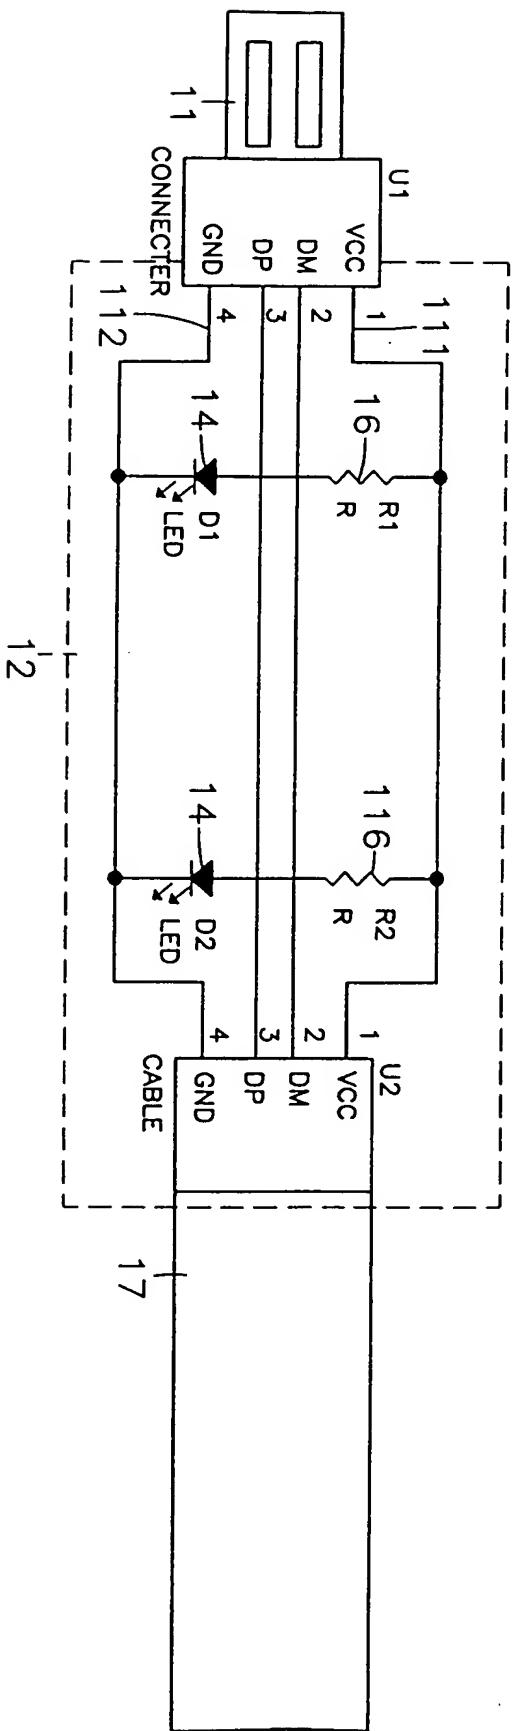 11
CONNECTER
U1
VCC
DM
DP
GND
1
2
3
4
111
112
16
R1
R
14
D1
LED
12
116
R2
R
14
D2
LED
1
2
3
4
U2
VCC
DM
DP
GND
CABLE
17